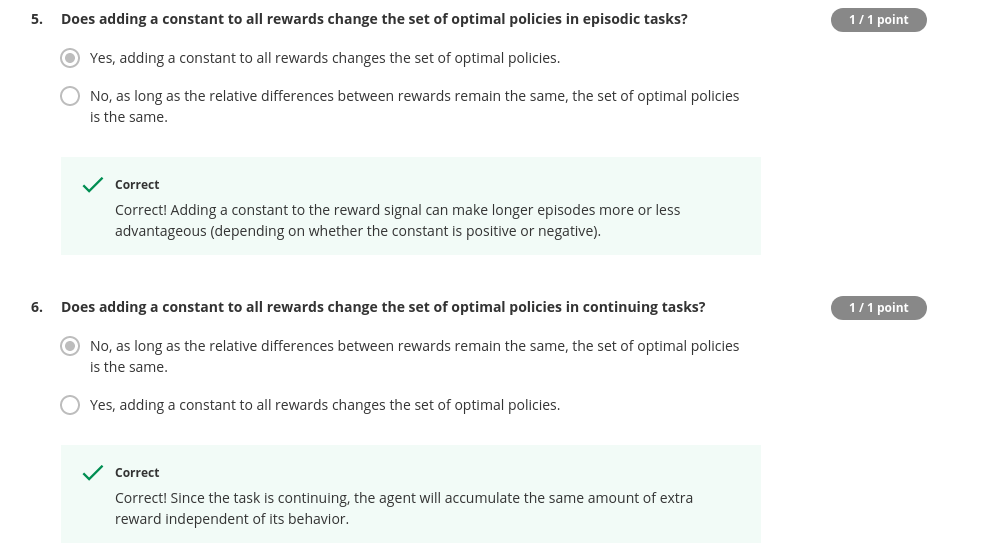 5. Does adding a constant to all rewards change the set of optimal policies in episodic tasks?
1 / 1 point
Yes, adding a constant to all rewards changes the set of optimal policies.
No, as long as the relative differences between rewards remain the same, the set of optimal policies
is the same.
Correct
Correct! Adding a constant to the reward signal can make longer episodes more or less
advantageous (depending on whether the constant is positive or negative).
6. Does adding a constant to all rewards change the set of optimal policies in continuing tasks?
1 / 1 point
No, as long as the relative differences between rewards remain the same, the set of optimal policies
is the same.
Yes, adding a constant to all rewards changes the set of optimal policies.
Correct
Correct! Since the task is continuing, the agent will accumulate the same amount of extra
reward independent of its behavior.